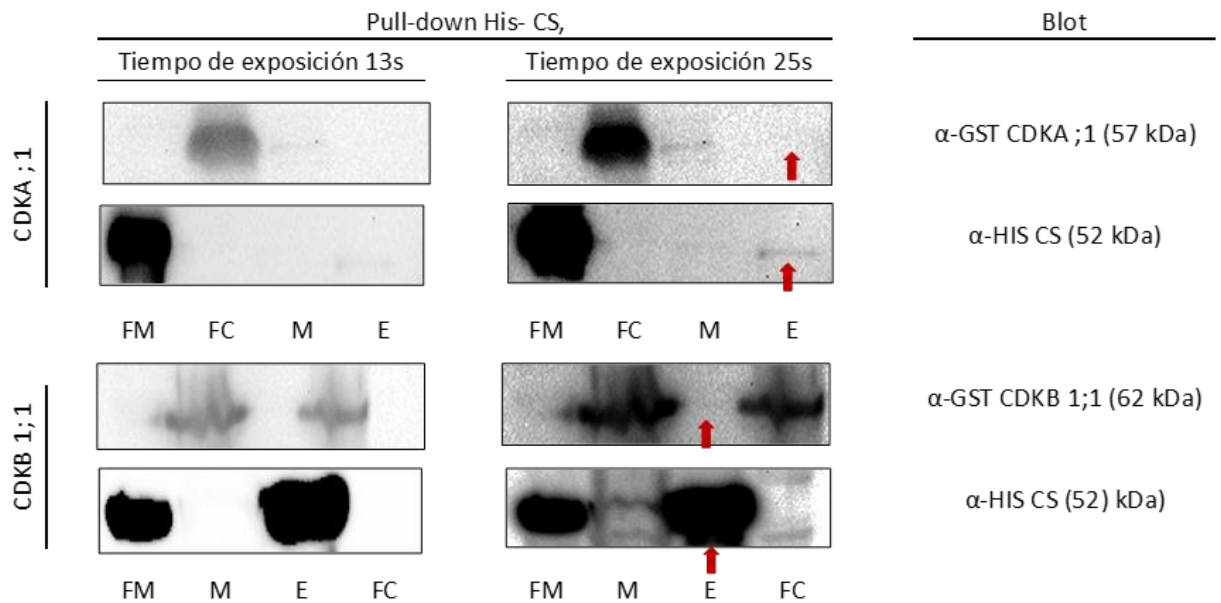 Pull-down His- CS,
Blot
Tiempo de exposición 13s
Tiempo de exposición 25s
CDKA ; 1
α-GST CDKA ;1 (57 kDa)
α-HIS CS (52 kDa)
FM FC M E
FM FC M E
CDKB 1; 1
α-GST CDKB 1;1 (62 kDa)
α-HIS CS (52) kDa)
FM M E FC
FM M E FC